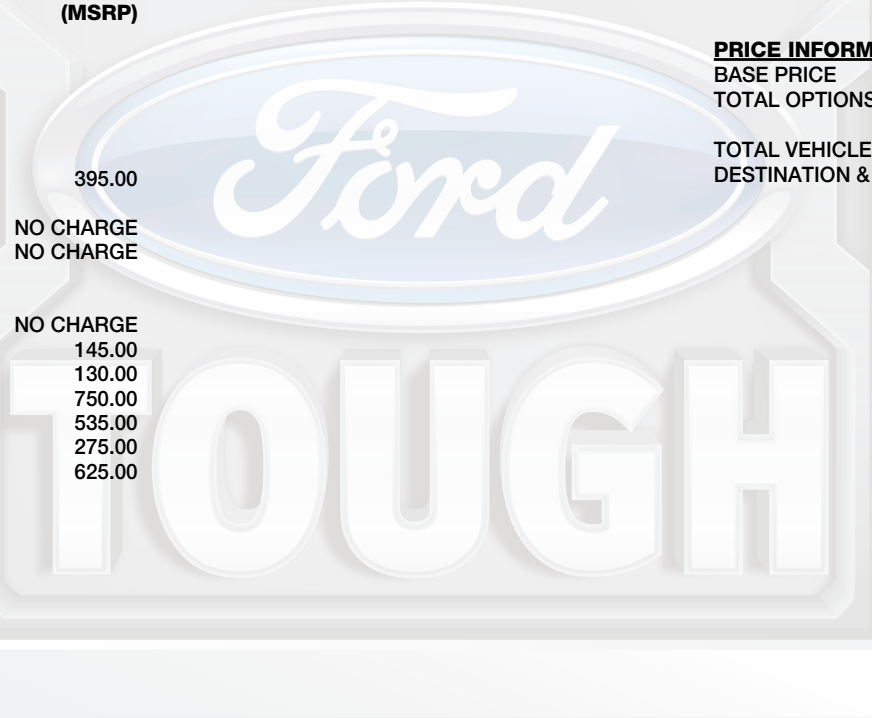 (MSRP)
395.00
NO CHARGE
NO CHARGE
NO CHARGE
145.00
130.00
750.00
535.00
275.00
625.00
PRICE INFORM
BASE PRICE
TOTAL OPTIONS
TOTAL VEHICLE
DESTINATION &
Ford
TOUGH